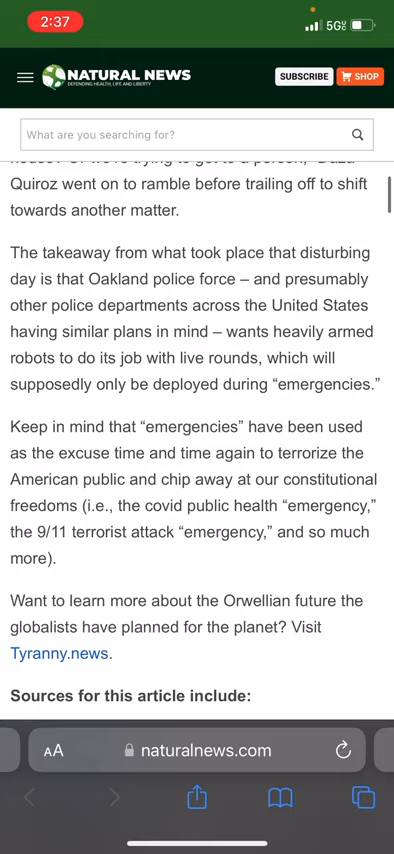 2:37
5G
NATURAL NEWS
DEFENDING HEALTH, LIFE AND LIBERTY
SUBSCRIBE
SHOP
What are you searching for?
Quiroz went on to ramble before trailing off to shift
towards another matter.
The takeaway from what took place that disturbing
day is that Oakland police force – and presumably
other police departments across the United States
having similar plans in mind – wants heavily armed
robots to do its job with live rounds, which will
supposedly only be deployed during “emergencies.”
Keep in mind that “emergencies” have been used
as the excuse time and time again to terrorize the
American public and chip away at our constitutional
freedoms (i.e., the covid public health “emergency,”
the 9/11 terrorist attack “emergency,” and so much
more).
Want to learn more about the Orwellian future the
globalists have planned for the planet? Visit
Tyranny.news.
Sources for this article include:
AA
naturalnews.com